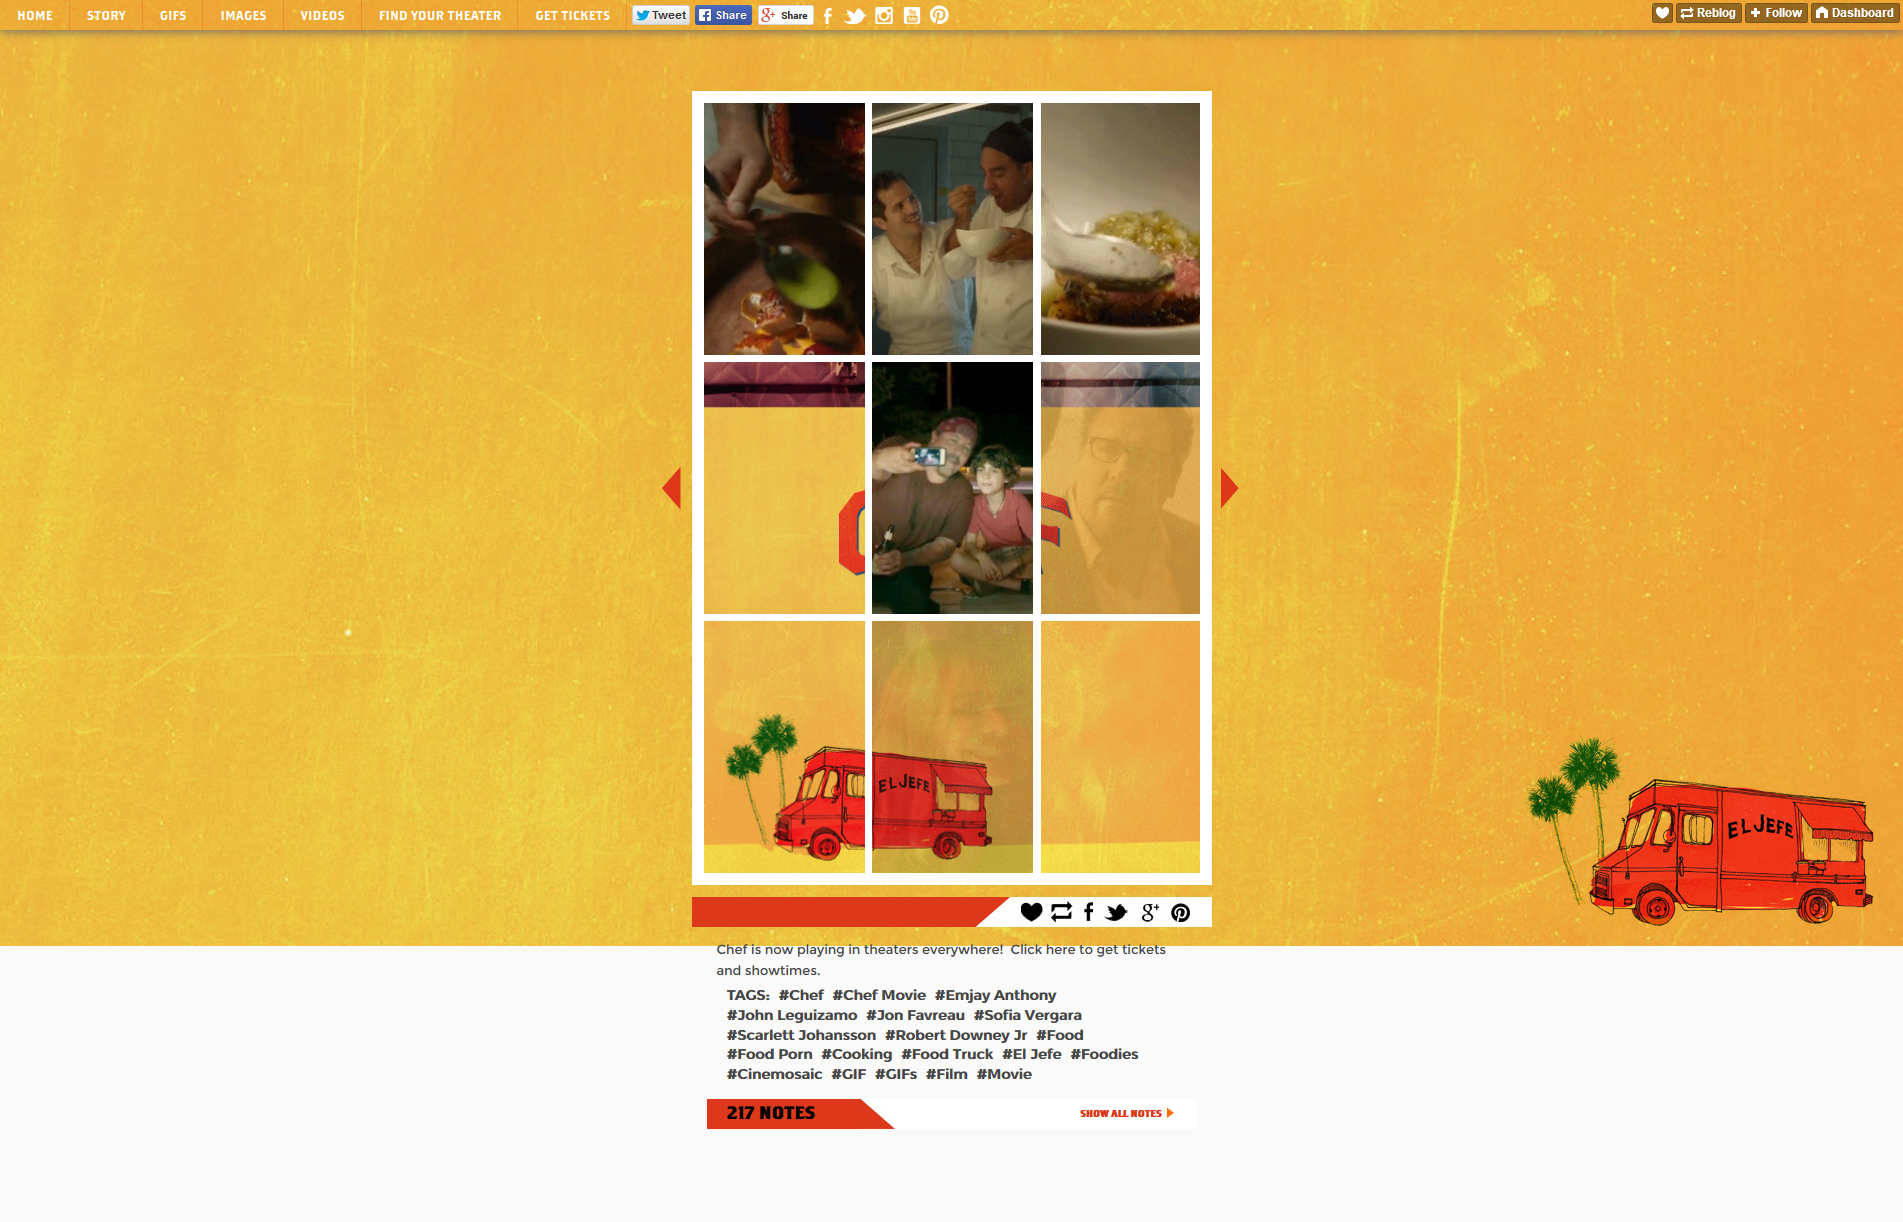 HOME STORY GIFS IMAGES VIDEOS FIND YOUR THEATER GET TICKETS Tweet Share Share Reblog Follow Dashboard
EL JEFE
EL JEFE
Chef is now playing in theaters everywhere! Click here to get tickets
and showtimes.
TAGS: #Chef #Chef Movie #Emjay Anthony
#John Leguizamo #Jon Favreau #Sofia Vergara
#Scarlett Johansson #Robert Downey Jr #Food
#Food Porn #Cooking #Food Truck #El Jefe #Foodies
#Cinemosaic #GIF #GIFs #Film #Movie
217 NOTES SHOW ALL NOTES